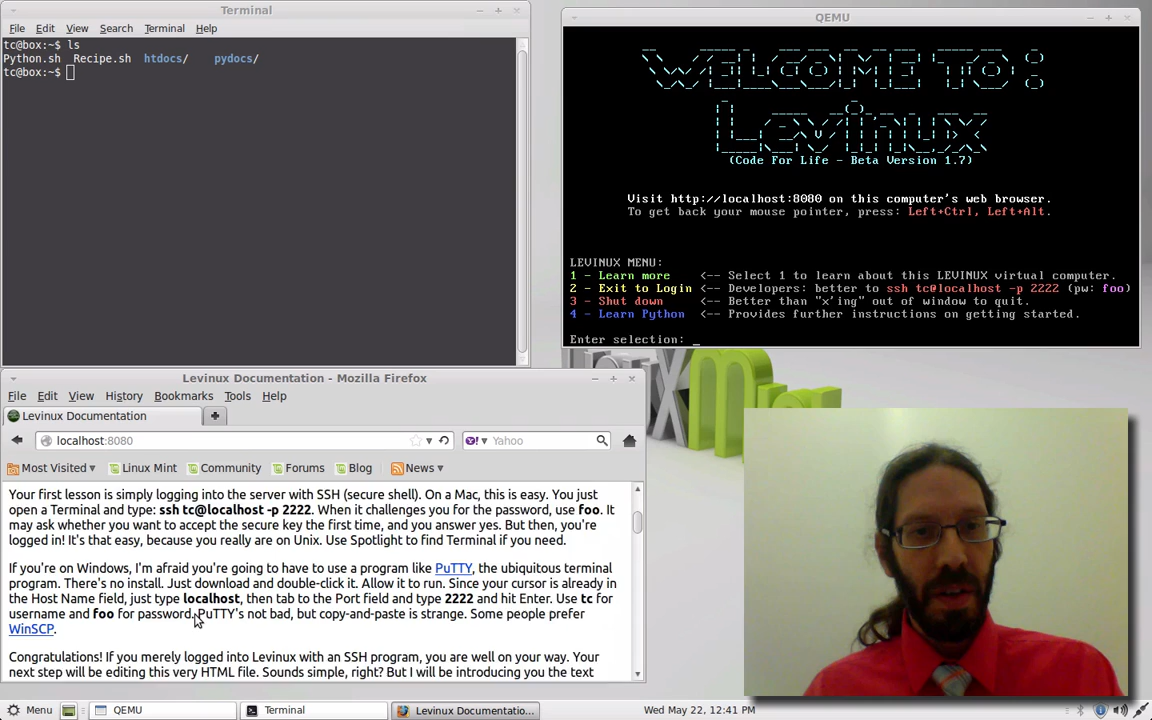 Terminal
File Edit View Search Terminal Help
tc@box:~$ ls
Python.sh Recipe.sh htdocs/ pydocs/
tc@box:~$
QEMU
WELCOME TO:
Levinux
(Code For Life - Beta Version 1.7)
Visit http://localhost:8080 on this computer's web browser.
To get back your mouse pointer, press: Left+Ctrl, Left+Alt.
LEVINUX MENU:
1 - Learn more <-- Select 1 to learn about this LEVINUX virtual computer.
2 - Exit to Login <-- Developers: better to ssh tc@localhost -p 2222 (pw: foo)
3 - Shut down <-- Better than "x'ing" out of window to quit.
4 - Learn Python <-- Provides further instructions on getting started.
Enter selection: _
Levinux Documentation - Mozilla Firefox
File Edit View History Bookmarks Tools Help
Levinux Documentation
localhost:8080
Yahoo
Most Visited Linux Mint Community Forums Blog News
Your first lesson is simply logging into the server with SSH (secure shell). On a Mac, this is easy. You just
open a Terminal and type: ssh tc@localhost -p 2222. When it challenges you for the password, use foo. It
may ask whether you want to accept the secure key the first time, and you answer yes. But then, you're
logged in! It's that easy, because you really are on Unix. Use Spotlight to find Terminal if you need.
If you're on Windows, I'm afraid you're going to have to use a program like PuTTY, the ubiquitous terminal
program. There's no install. Just download and double-click it. Allow it to run. Since your cursor is already in
the Host Name field, just type localhost, then tab to the Port field and type 2222 and hit Enter. Use tc for
username and foo for password. PuTTY's not bad, but copy-and-paste is strange. Some people prefer
WinSCP.
Congratulations! If you merely logged into Levinux with an SSH program, you are well on your way. Your
next step will be editing this very HTML file. Sounds simple, right? But I will be introducing you the text
Menu QEMU Terminal Levinux Documentatio... Wed May 22, 12:41 PM